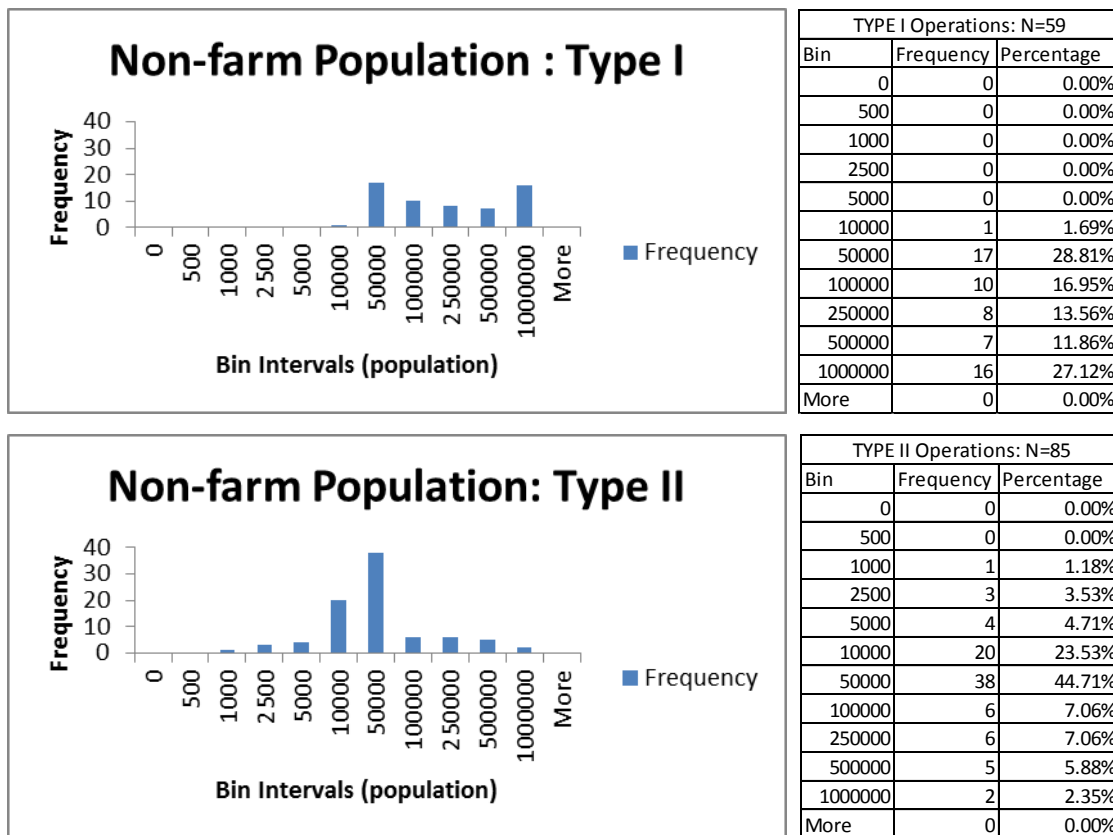 Non-farm Population : Type I
Frequency
40
30
20
10
0
0
500
1000
2500
5000
10000
50000
100000
250000
500000
1000000
More
Frequency
Bin Intervals (population)
TYPE I Operations: N=59
Bin Frequency Percentage
0 0 0.00%
500 0 0.00%
1000 0 0.00%
2500 0 0.00%
5000 0 0.00%
10000 1 1.69%
50000 17 28.81%
100000 10 16.95%
250000 8 13.56%
500000 7 11.86%
1000000 16 27.12%
More 0 0.00%
Non-farm Population: Type II
Frequency
40
30
20
10
0
0
500
1000
2500
5000
10000
50000
100000
250000
500000
1000000
More
Frequency
Bin Intervals (population)
TYPE II Operations: N=85
Bin Frequency Percentage
0 0 0.00%
500 0 0.00%
1000 1 1.18%
2500 3 3.53%
5000 4 4.71%
10000 20 23.53%
50000 38 44.71%
100000 6 7.06%
250000 6 7.06%
500000 5 5.88%
1000000 2 2.35%
More 0 0.00%